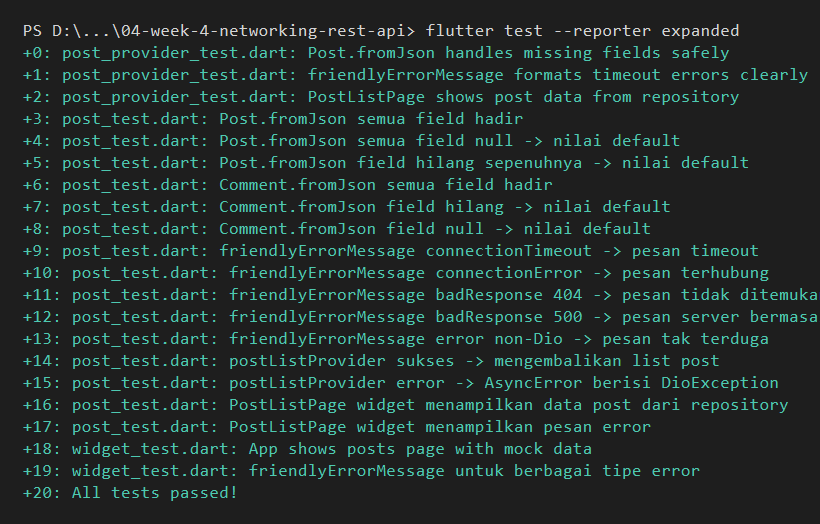 PS D:\...\04-week-4-networking-rest-api> flutter test --reporter expanded
+0: post_provider_test.dart: Post.fromJson handles missing fields safely
+1: post_provider_test.dart: friendlyErrorMessage formats timeout errors clearly
+2: post_provider_test.dart: PostListPage shows post data from repository
+3: post_test.dart: Post.fromJson semua field hadir
+4: post_test.dart: Post.fromJson semua field null -> nilai default
+5: post_test.dart: Post.fromJson field hilang sepenuhnya -> nilai default
+6: post_test.dart: Comment.fromJson semua field hadir
+7: post_test.dart: Comment.fromJson field hilang -> nilai default
+8: post_test.dart: Comment.fromJson field null -> nilai default
+9: post_test.dart: friendlyErrorMessage connectionTimeout -> pesan timeout
+10: post_test.dart: friendlyErrorMessage connectionError -> pesan terhubung
+11: post_test.dart: friendlyErrorMessage badResponse 404 -> pesan tidak ditemuka
+12: post_test.dart: friendlyErrorMessage badResponse 500 -> pesan server bermasa
+13: post_test.dart: friendlyErrorMessage error non-Dio -> pesan tak terduga
+14: post_test.dart: postListProvider sukses -> mengembalikan list post
+15: post_test.dart: postListProvider error -> AsyncError berisi DioException
+16: post_test.dart: PostListPage widget menampilkan data post dari repository
+17: post_test.dart: PostListPage widget menampilkan pesan error
+18: widget_test.dart: App shows posts page with mock data
+19: widget_test.dart: friendlyErrorMessage untuk berbagai tipe error
+20: All tests passed!